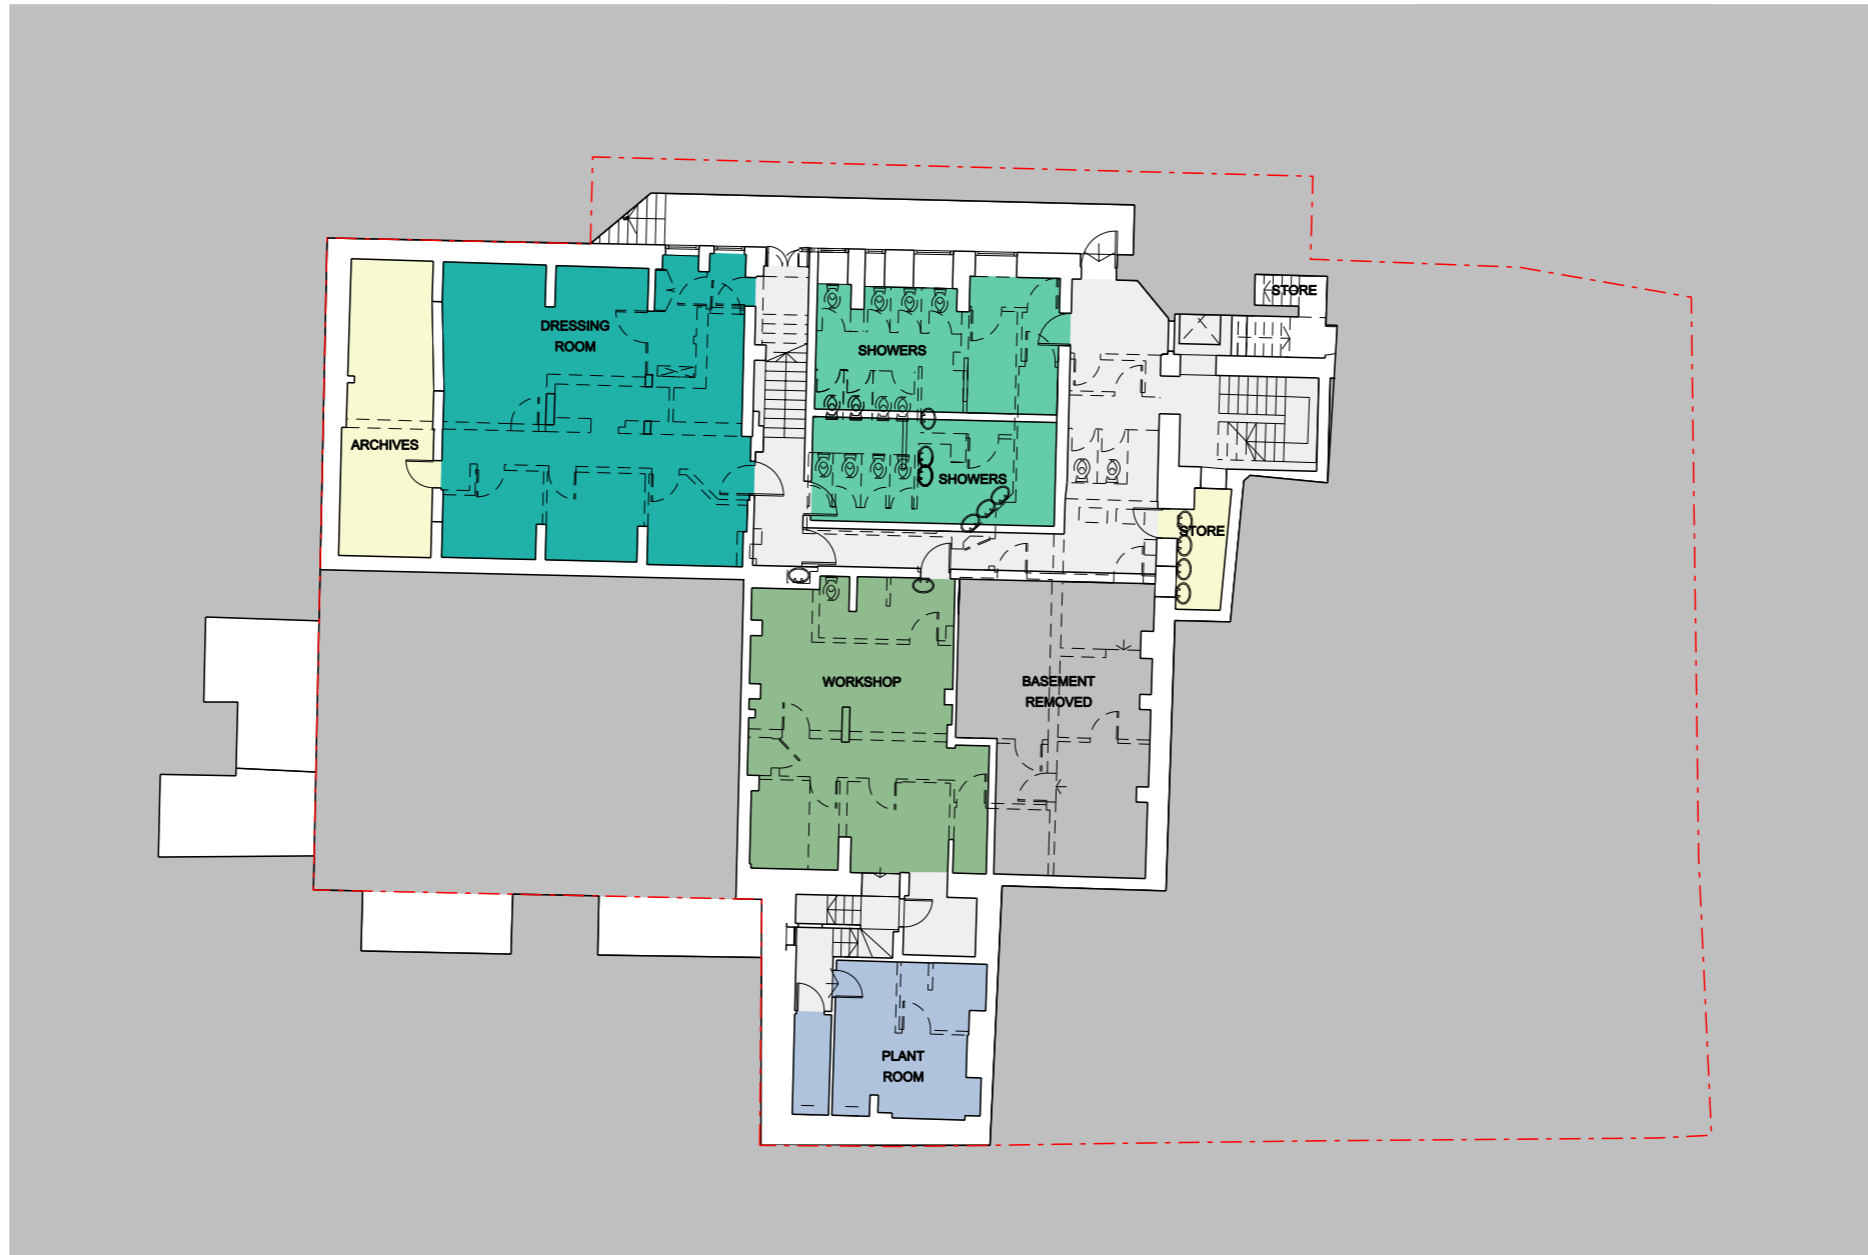 STORE
DRESSING
ROOM
SHOWERS
ARCHIVES
SHOWERS
STORE
WORKSHOP
BASEMENT
REMOVED
PLANT
ROOM